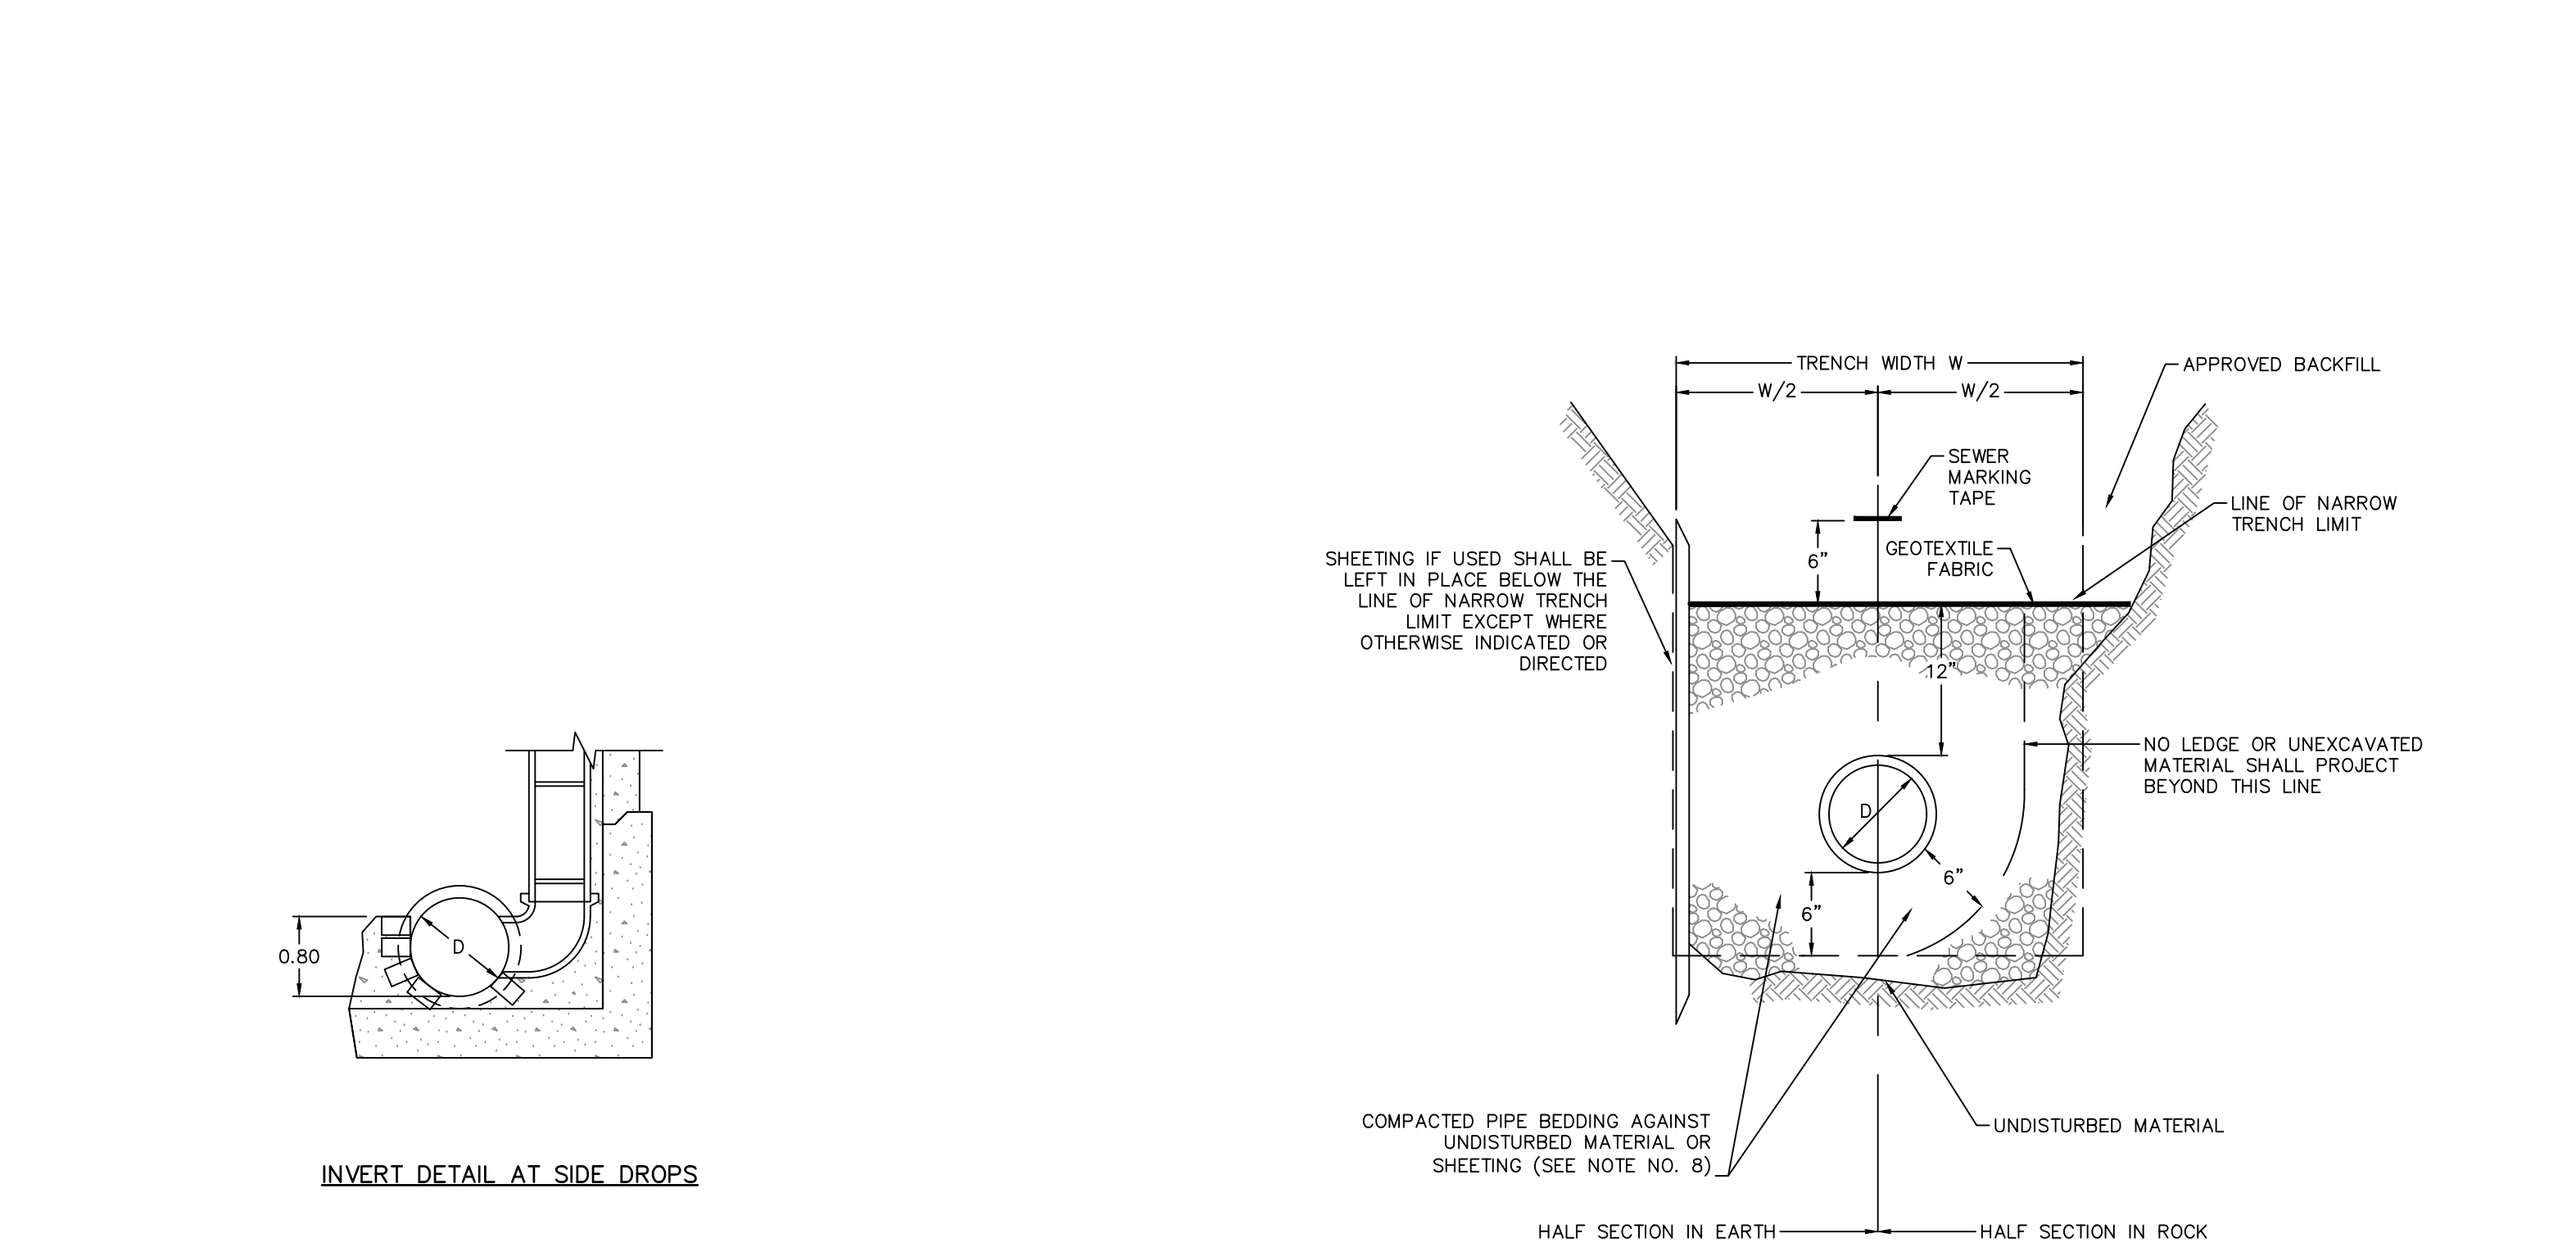 TRENCH WIDTH W
W/2
W/2
APPROVED BACKFILL
SEWER
MARKING
TAPE
LINE OF NARROW
TRENCH LIMIT
6"
GEOTEXTILE
FABRIC
SHEETING IF USED SHALL BE
LEFT IN PLACE BELOW THE
LINE OF NARROW TRENCH
LIMIT EXCEPT WHERE
OTHERWISE INDICATED OR
DIRECTED
12"
NO LEDGE OR UNEXCAVATED
MATERIAL SHALL PROJECT
BEYOND THIS LINE
D
6"
6"
COMPACTED PIPE BEDDING AGAINST
UNDISTURBED MATERIAL OR
SHEETING (SEE NOTE NO. 8)
UNDISTURBED MATERIAL
HALF SECTION IN EARTH
HALF SECTION IN ROCK
0.80
D
INVERT DETAIL AT SIDE DROPS